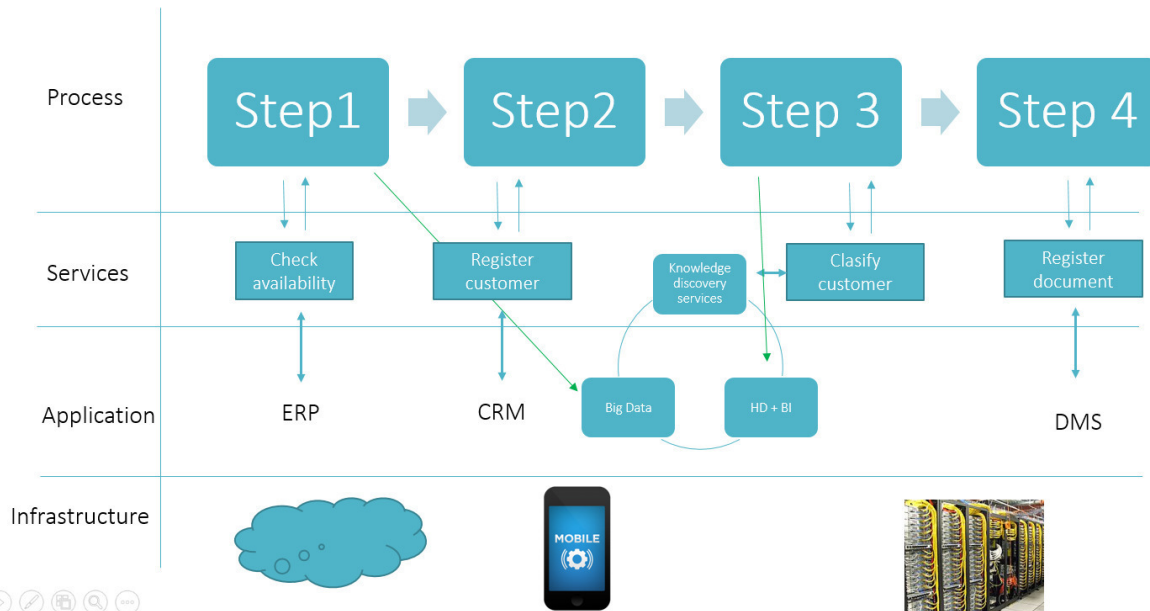 Process
Step1
Step2
Step 3
Step 4
Services
Check
availability
Register
customer
Knowledge
discovery
services
Clasify
customer
Register
document
Application
ERP
CRM
Big Data
HD + BI
DMS
Infrastructure
MOBILE